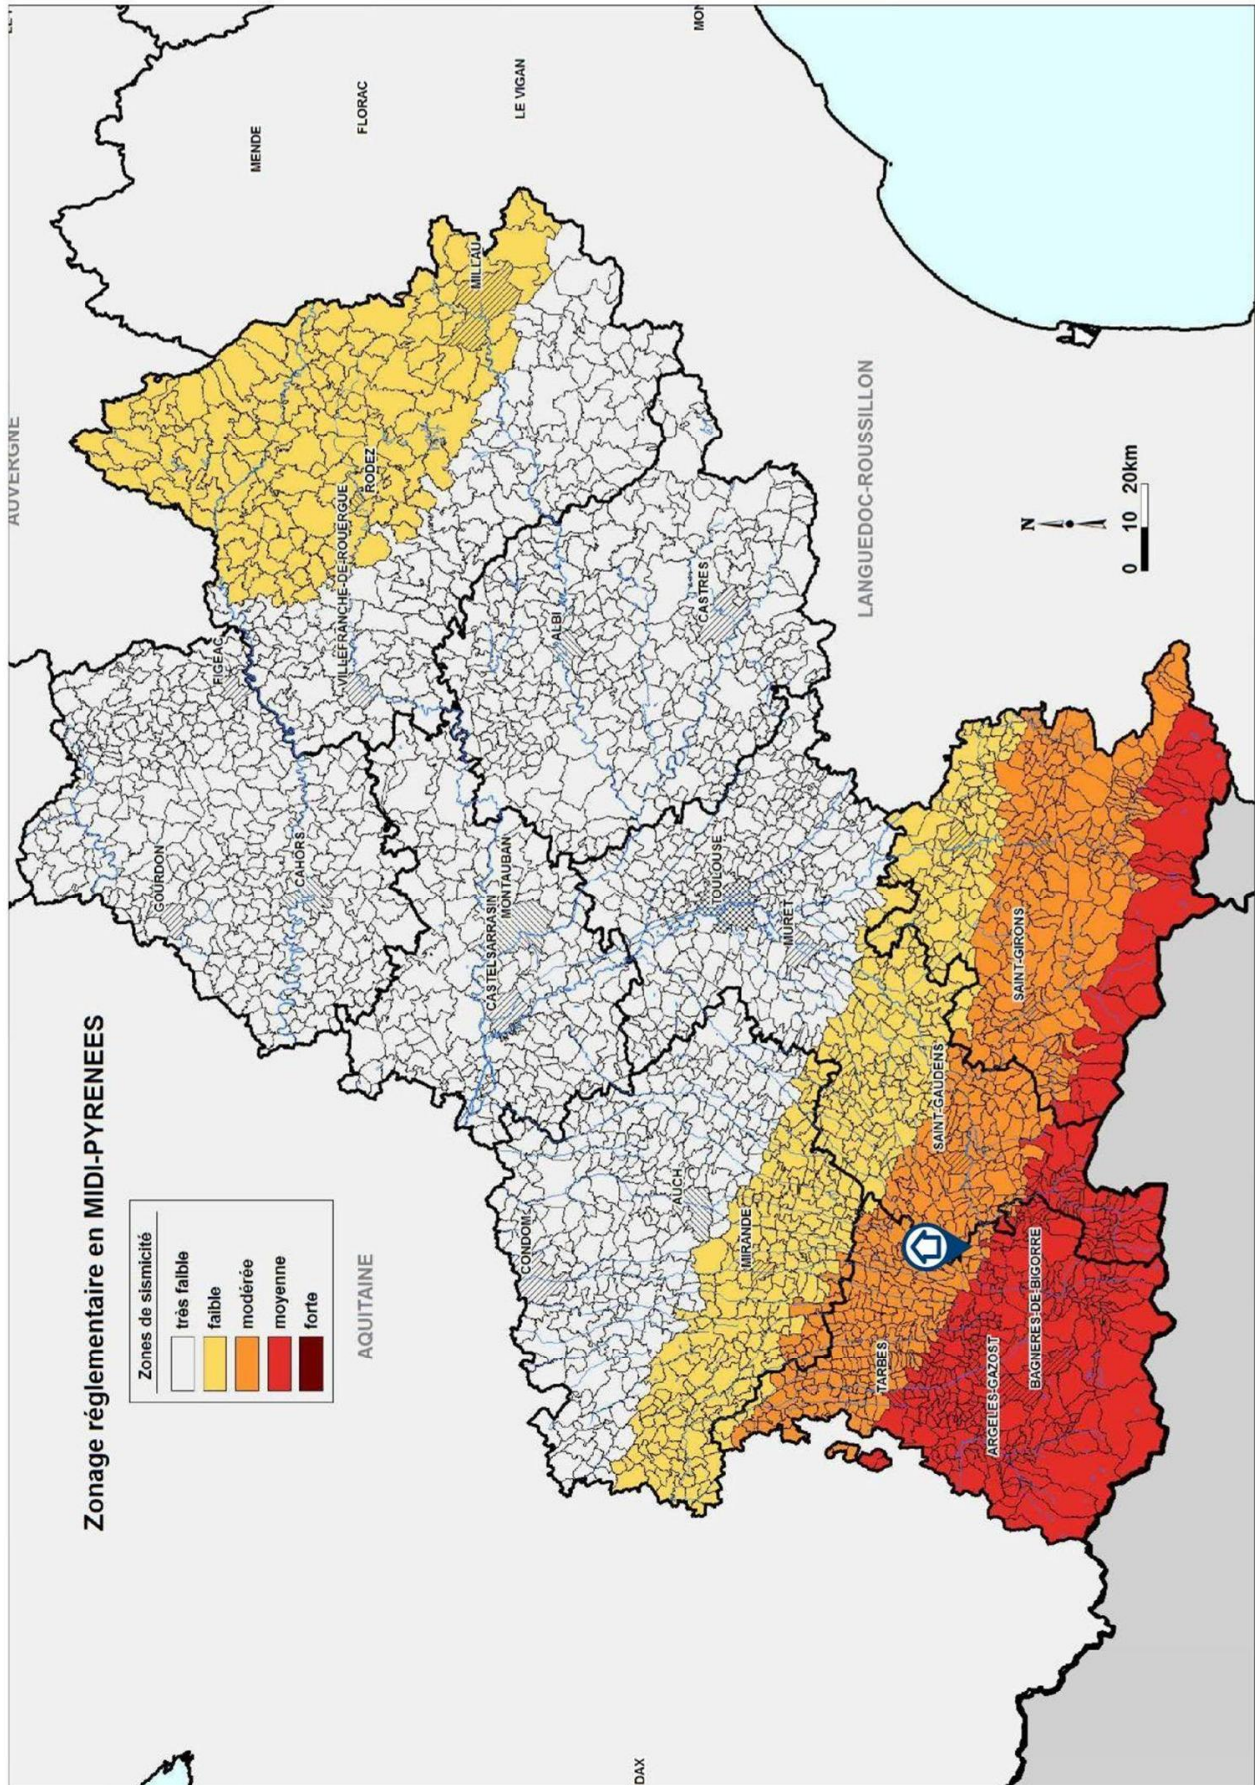 Zonage réglementaire en MIDI-PYRENEES
Zones de sismicité
très faible
faible
modérée
moyenne
forte
AUVERGNE
AQUITAINE
LANGUEDOC-ROUSSILLON
MENDE
FLORAC
LE VIGAN
GOURDON
FIGEAC
CAHORS
VILLEFRANCHE-DE-ROUERGUE
RODEZ
MILLAU
CASTELSARRASIN
MONTAUBAN
ALBI
CONDOM
AUCH
TOULOUSE
CASTRES
MIRANDE
MURET
TARBES
SAINT-GAUDENS
SAINT-GIRONS
ARGELES-GAZOST
BAGNERES-DE-BIGORRE
DAX
MON
N
0 10 20km